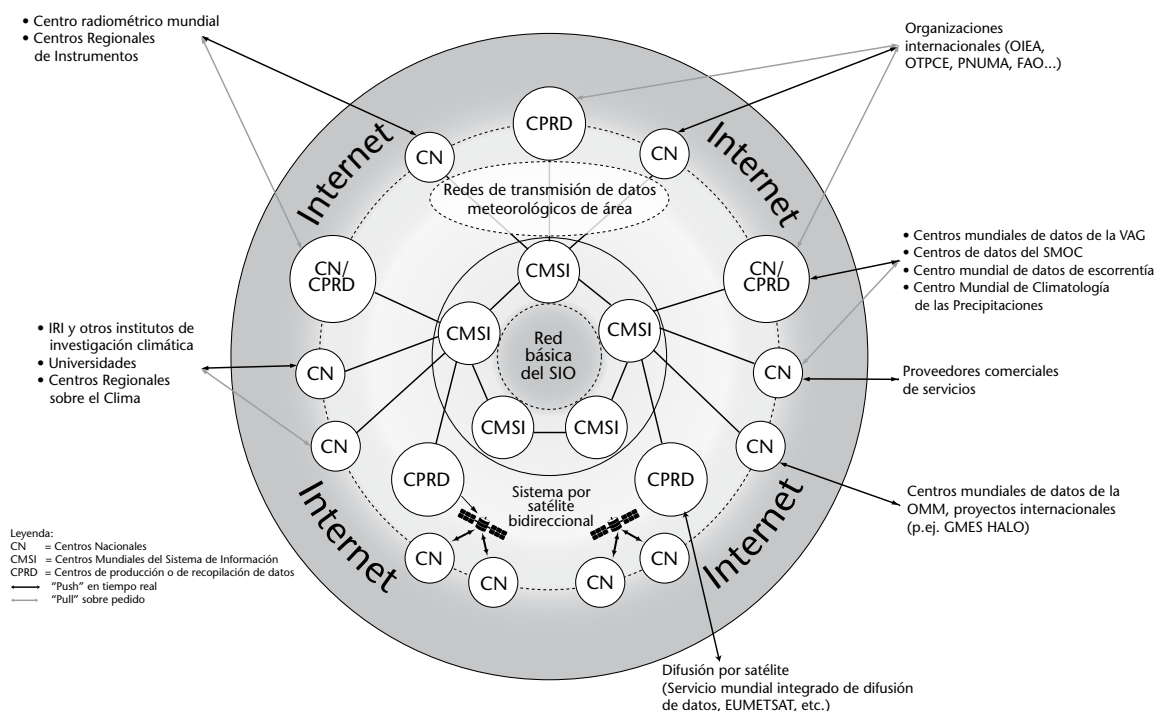 • Centro radiométrico mundial
• Centros Regionales
de Instrumentos
Organizaciones
internacionales (OIEA,
OTPCE, PNUMA, FAO...)
Internet
Internet
CPRD
CN
CN
Redes de transmisión de datos
meteorológicos de área
CN/
CPRD
CN/
CPRD
CMSI
CMSI
CMSI
Red
básica
del SIO
CMSI
CMSI
• Centros mundiales de datos de la VAG
• Centros de datos del SMOC
• Centro mundial de datos de escorrentía
• Centro Mundial de Climatología
de las Precipitaciones
• IRI y otros institutos de
investigación climática
• Universidades
• Centros Regionales
sobre el Clima
CN
CN
Proveedores comerciales
de servicios
CN
CN
CPRD
CPRD
Sistema por
satélite
bidireccional
Centros mundiales de datos de la
OMM, proyectos internacionales
(p.ej. GMES HALO)
Internet
Internet
CN
CN
CN
CN
Leyenda:
CN = Centros Nacionales
CMSI = Centros Mundiales del Sistema de Información
CPRD = Centros de producción o de recopilación de datos
"Push" en tiempo real
"Pull" sobre pedido
Difusión por satélite
(Servicio mundial integrado de difusión
de datos, EUMETSAT, etc.)